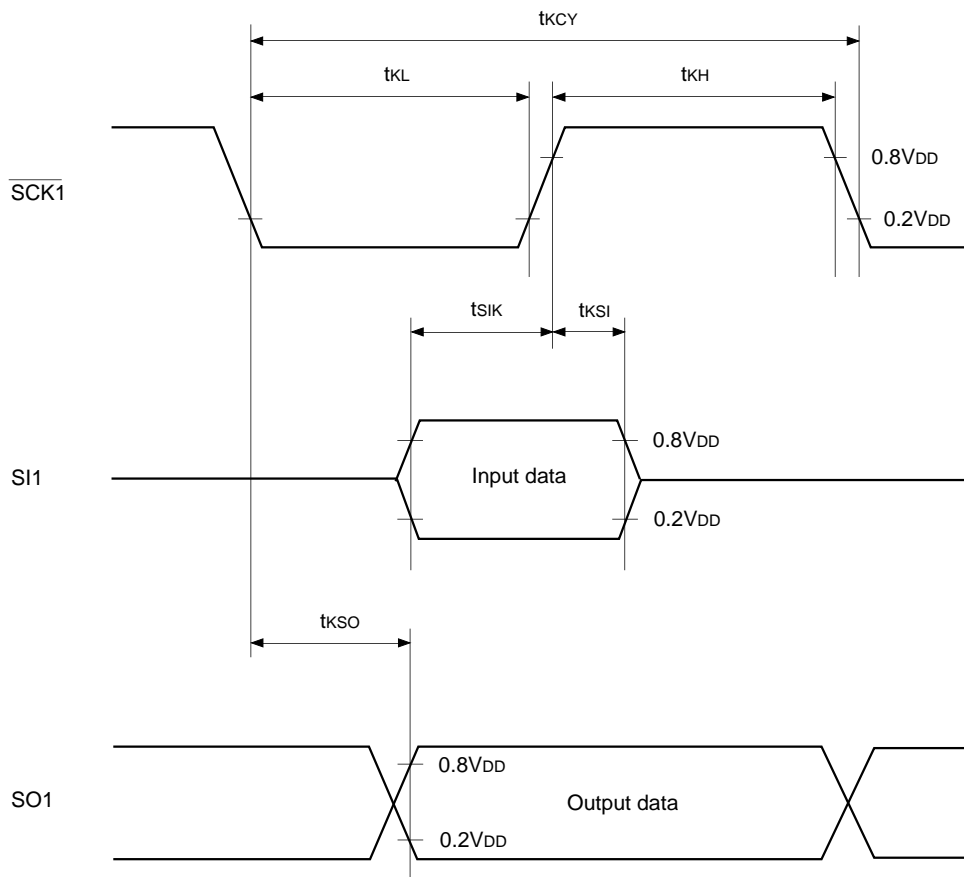 tKCY
tKL
tKH
SCK1
0.8VDD
0.2VDD
tSIK
tKSI
SI1
Input data
0.8VDD
0.2VDD
tKSO
SO1
0.8VDD
Output data
0.2VDD